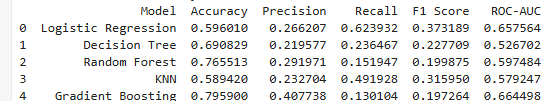 Model Accuracy Precision Recall F1 Score ROC-AUC
0 Logistic Regression 0.596010 0.266207 0.623932 0.373189 0.657564
1 Decision Tree 0.690829 0.219577 0.236467 0.227709 0.526702
2 Random Forest 0.765513 0.291971 0.151947 0.199875 0.597484
3 KNN 0.589420 0.232704 0.491928 0.315950 0.579247
4 Gradient Boosting 0.795900 0.407738 0.130104 0.197264 0.664498